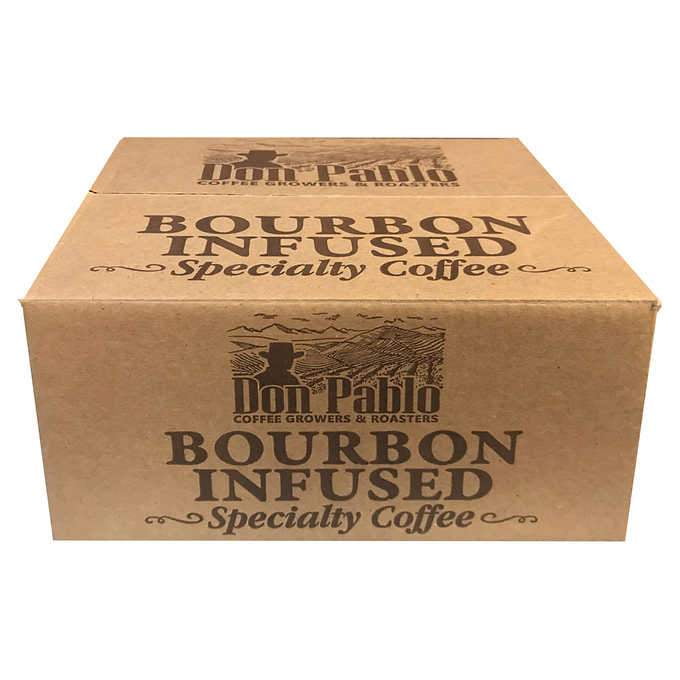 Don Pablo
COFFEE GROWERS & ROASTERS
BOURBON
INFUSED
Specialty Coffee
Don Pablo
COFFEE GROWERS & ROASTERS
BOURBON
INFUSED
Specialty Coffee